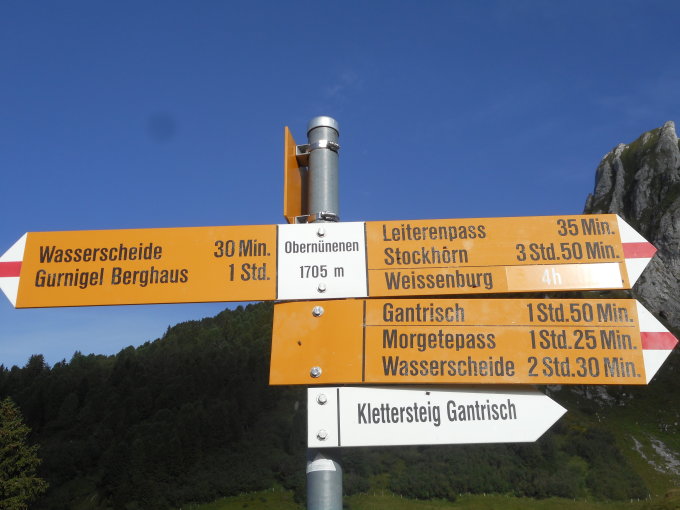 Wasserscheide 30 Min.
Gurnigel Berghaus 1 Std.
Obernünenen
1705 m
Leiterenpass 35 Min.
Stockhorn 3 Std. 50 Min.
Weissenburg 4h
Gantrisch 1 Std. 50 Min.
Morgetepass 1 Std. 25 Min.
Wasserscheide 2 Std. 30 Min.
Klettersteig Gantrisch